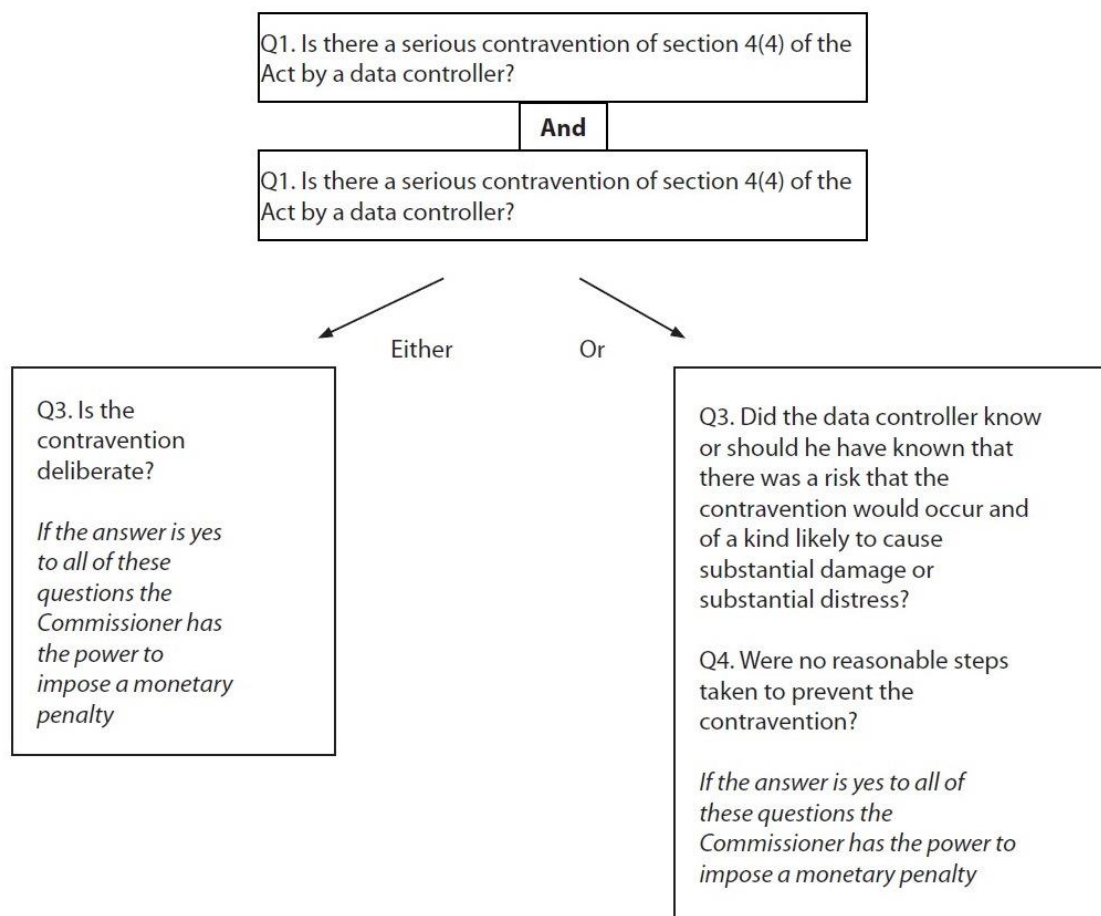 Q1. Is there a serious contravention of section 4(4) of the
Act by a data controller?
And
Q1. Is there a serious contravention of section 4(4) of the
Act by a data controller?
Either
Or
Q3. Is the
contravention
deliberate?
If the answer is yes
to all of these
questions the
Commissioner has
the power to
impose a monetary
penalty
Q3. Did the data controller know
or should he have known that
there was a risk that the
contravention would occur and
of a kind likely to cause
substantial damage or
substantial distress?
Q4. Were no reasonable steps
taken to prevent the
contravention?
If the answer is yes to all of
these questions the
Commissioner has the power to
impose a monetary penalty